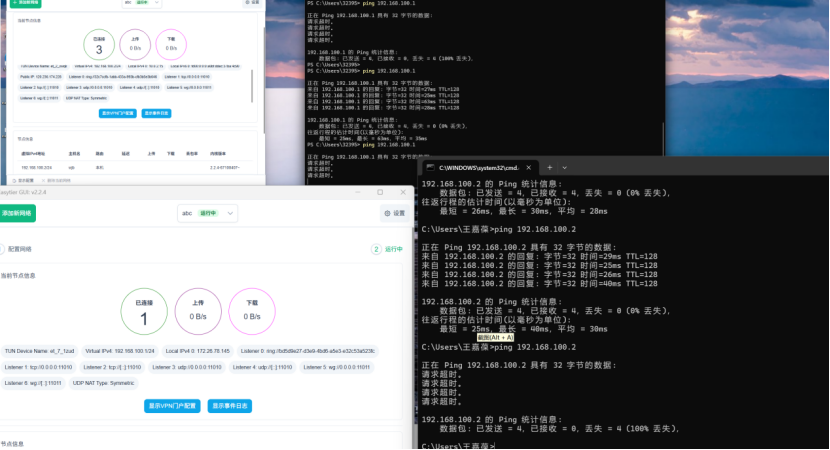 添加新网络
abc 运行中
设置
当前节点信息
已连接
3
上传
0 B/s
下载
0 B/s
显示VPN门户配置
显示事件日志
节点信息
PS C:\Users\32395> ping 192.168.100.1
正在 Ping 192.168.100.1 具有 32 字节的数据:
请求超时。
请求超时。
请求超时。
请求超时。
192.168.100.1 的 Ping 统计信息:
数据包: 已发送 = 4, 已接收 = 0, 丢失 = 4 (100% 丢失),
PS C:\Users\32395>
PS C:\Users\32395> ping 192.168.100.1
正在 Ping 192.168.100.1 具有 32 字节的数据:
来自 192.168.100.1 的回复: 字节=32 时间=27ms TTL=128
来自 192.168.100.1 的回复: 字节=32 时间=26ms TTL=128
来自 192.168.100.1 的回复: 字节=32 时间=63ms TTL=128
来自 192.168.100.1 的回复: 字节=32 时间=28ms TTL=128
192.168.100.1 的 Ping 统计信息:
数据包: 已发送 = 4, 已接收 = 4, 丢失 = 0 (0% 丢失),
往返行程的估计时间(以毫秒为单位):
PS C:\Users\32395> ping 192.168.100.1
正在 Ping 192.168.100.1 具有 32 字节的数据:
请求超时。
请求超时。
请求超时。
easytier GUI: v2.2.4
添加新网络
abc 运行中
设置
配置网络
2 运行中
当前节点信息
已连接
1
上传
0 B/s
下载
0 B/s
Virtual IPv4: 192.168.100.1/24
Local IPv4 0: 172.26.76.145
Listener 1: tcp://0.0.0.0:11010
Listener 2: tcp://[::]:11010
Listener 3: udp://0.0.0.0:11010
Listener 4: udp://[::]:11010
Listener 5: wg://0.0.0.0:11011
Listener 6: wg://[::]:11011
UDP NAT Type: Symmetric
显示VPN门户配置
显示事件日志
节点信息
C:\WINDOWS\system32\cmd.
192.168.100.2 的 Ping 统计信息:
数据包: 已发送 = 4, 已接收 = 4, 丢失 = 0 (0% 丢失),
往返行程的估计时间(以毫秒为单位):
最短 = 26ms, 最长 = 30ms, 平均 = 28ms
C:\Users\王嘉葆>ping 192.168.100.2
正在 Ping 192.168.100.2 具有 32 字节的数据:
来自 192.168.100.2 的回复: 字节=32 时间=29ms TTL=128
来自 192.168.100.2 的回复: 字节=32 时间=25ms TTL=128
来自 192.168.100.2 的回复: 字节=32 时间=26ms TTL=128
来自 192.168.100.2 的回复: 字节=32 时间=40ms TTL=128
192.168.100.2 的 Ping 统计信息:
数据包: 已发送 = 4, 已接收 = 4, 丢失 = 0 (0% 丢失),
往返行程的估计时间(以毫秒为单位):
最短 = 25ms, 最长 = 40ms, 平均 = 30ms
截图(Alt + A)
C:\Users\王嘉葆>ping 192.168.100.2
正在 Ping 192.168.100.2 具有 32 字节的数据:
请求超时。
请求超时。
请求超时。
请求超时。
192.168.100.2 的 Ping 统计信息:
数据包: 已发送 = 4, 已接收 = 0, 丢失 = 4 (100% 丢失),
C:\Users\王嘉葆>